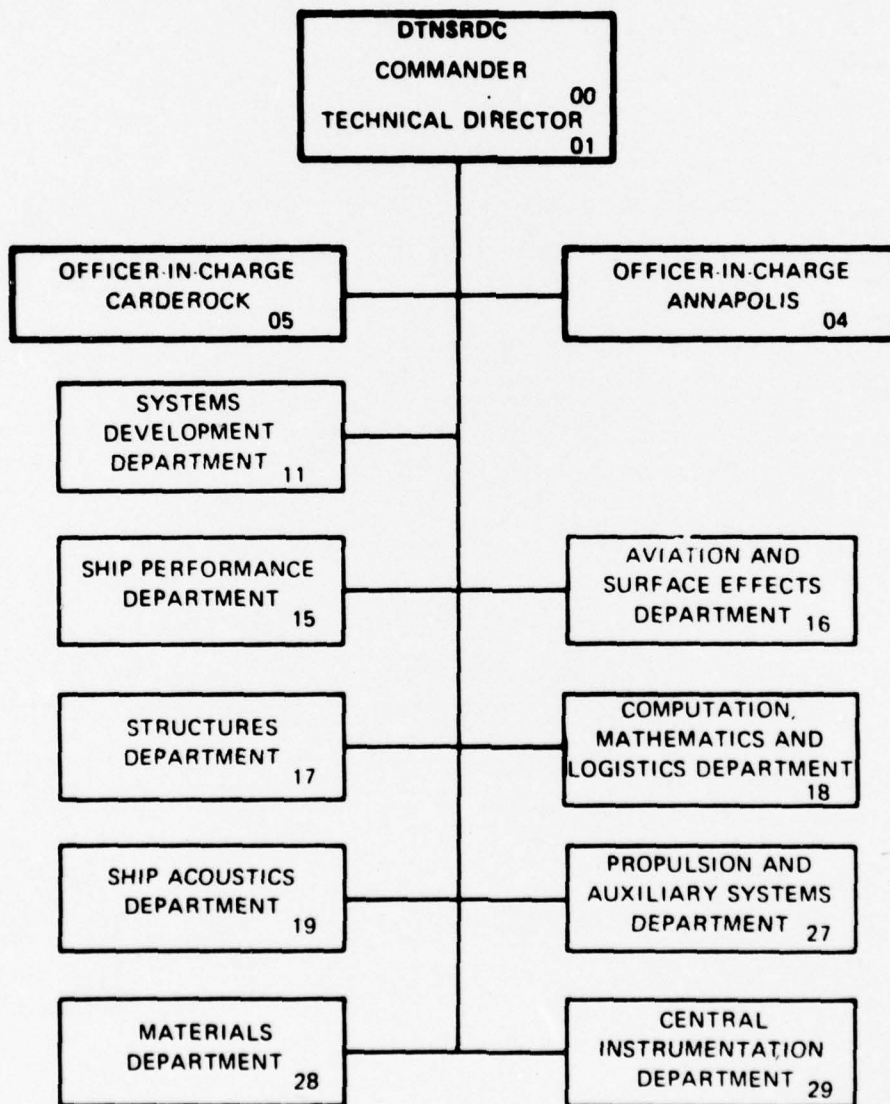 DTNSRDC
COMMANDER
00
TECHNICAL DIRECTOR
01
OFFICER-IN-CHARGE
CARDEROCK
05
OFFICER-IN-CHARGE
ANNAPOLIS
04
SYSTEMS
DEVELOPMENT
DEPARTMENT
11
SHIP PERFORMANCE
DEPARTMENT
15
AVIATION AND
SURFACE EFFECTS
DEPARTMENT
16
STRUCTURES
DEPARTMENT
17
COMPUTATION,
MATHEMATICS AND
LOGISTICS DEPARTMENT
18
SHIP ACOUSTICS
DEPARTMENT
19
PROPULSION AND
AUXILIARY SYSTEMS
DEPARTMENT
27
MATERIALS
DEPARTMENT
28
CENTRAL
INSTRUMENTATION
DEPARTMENT
29